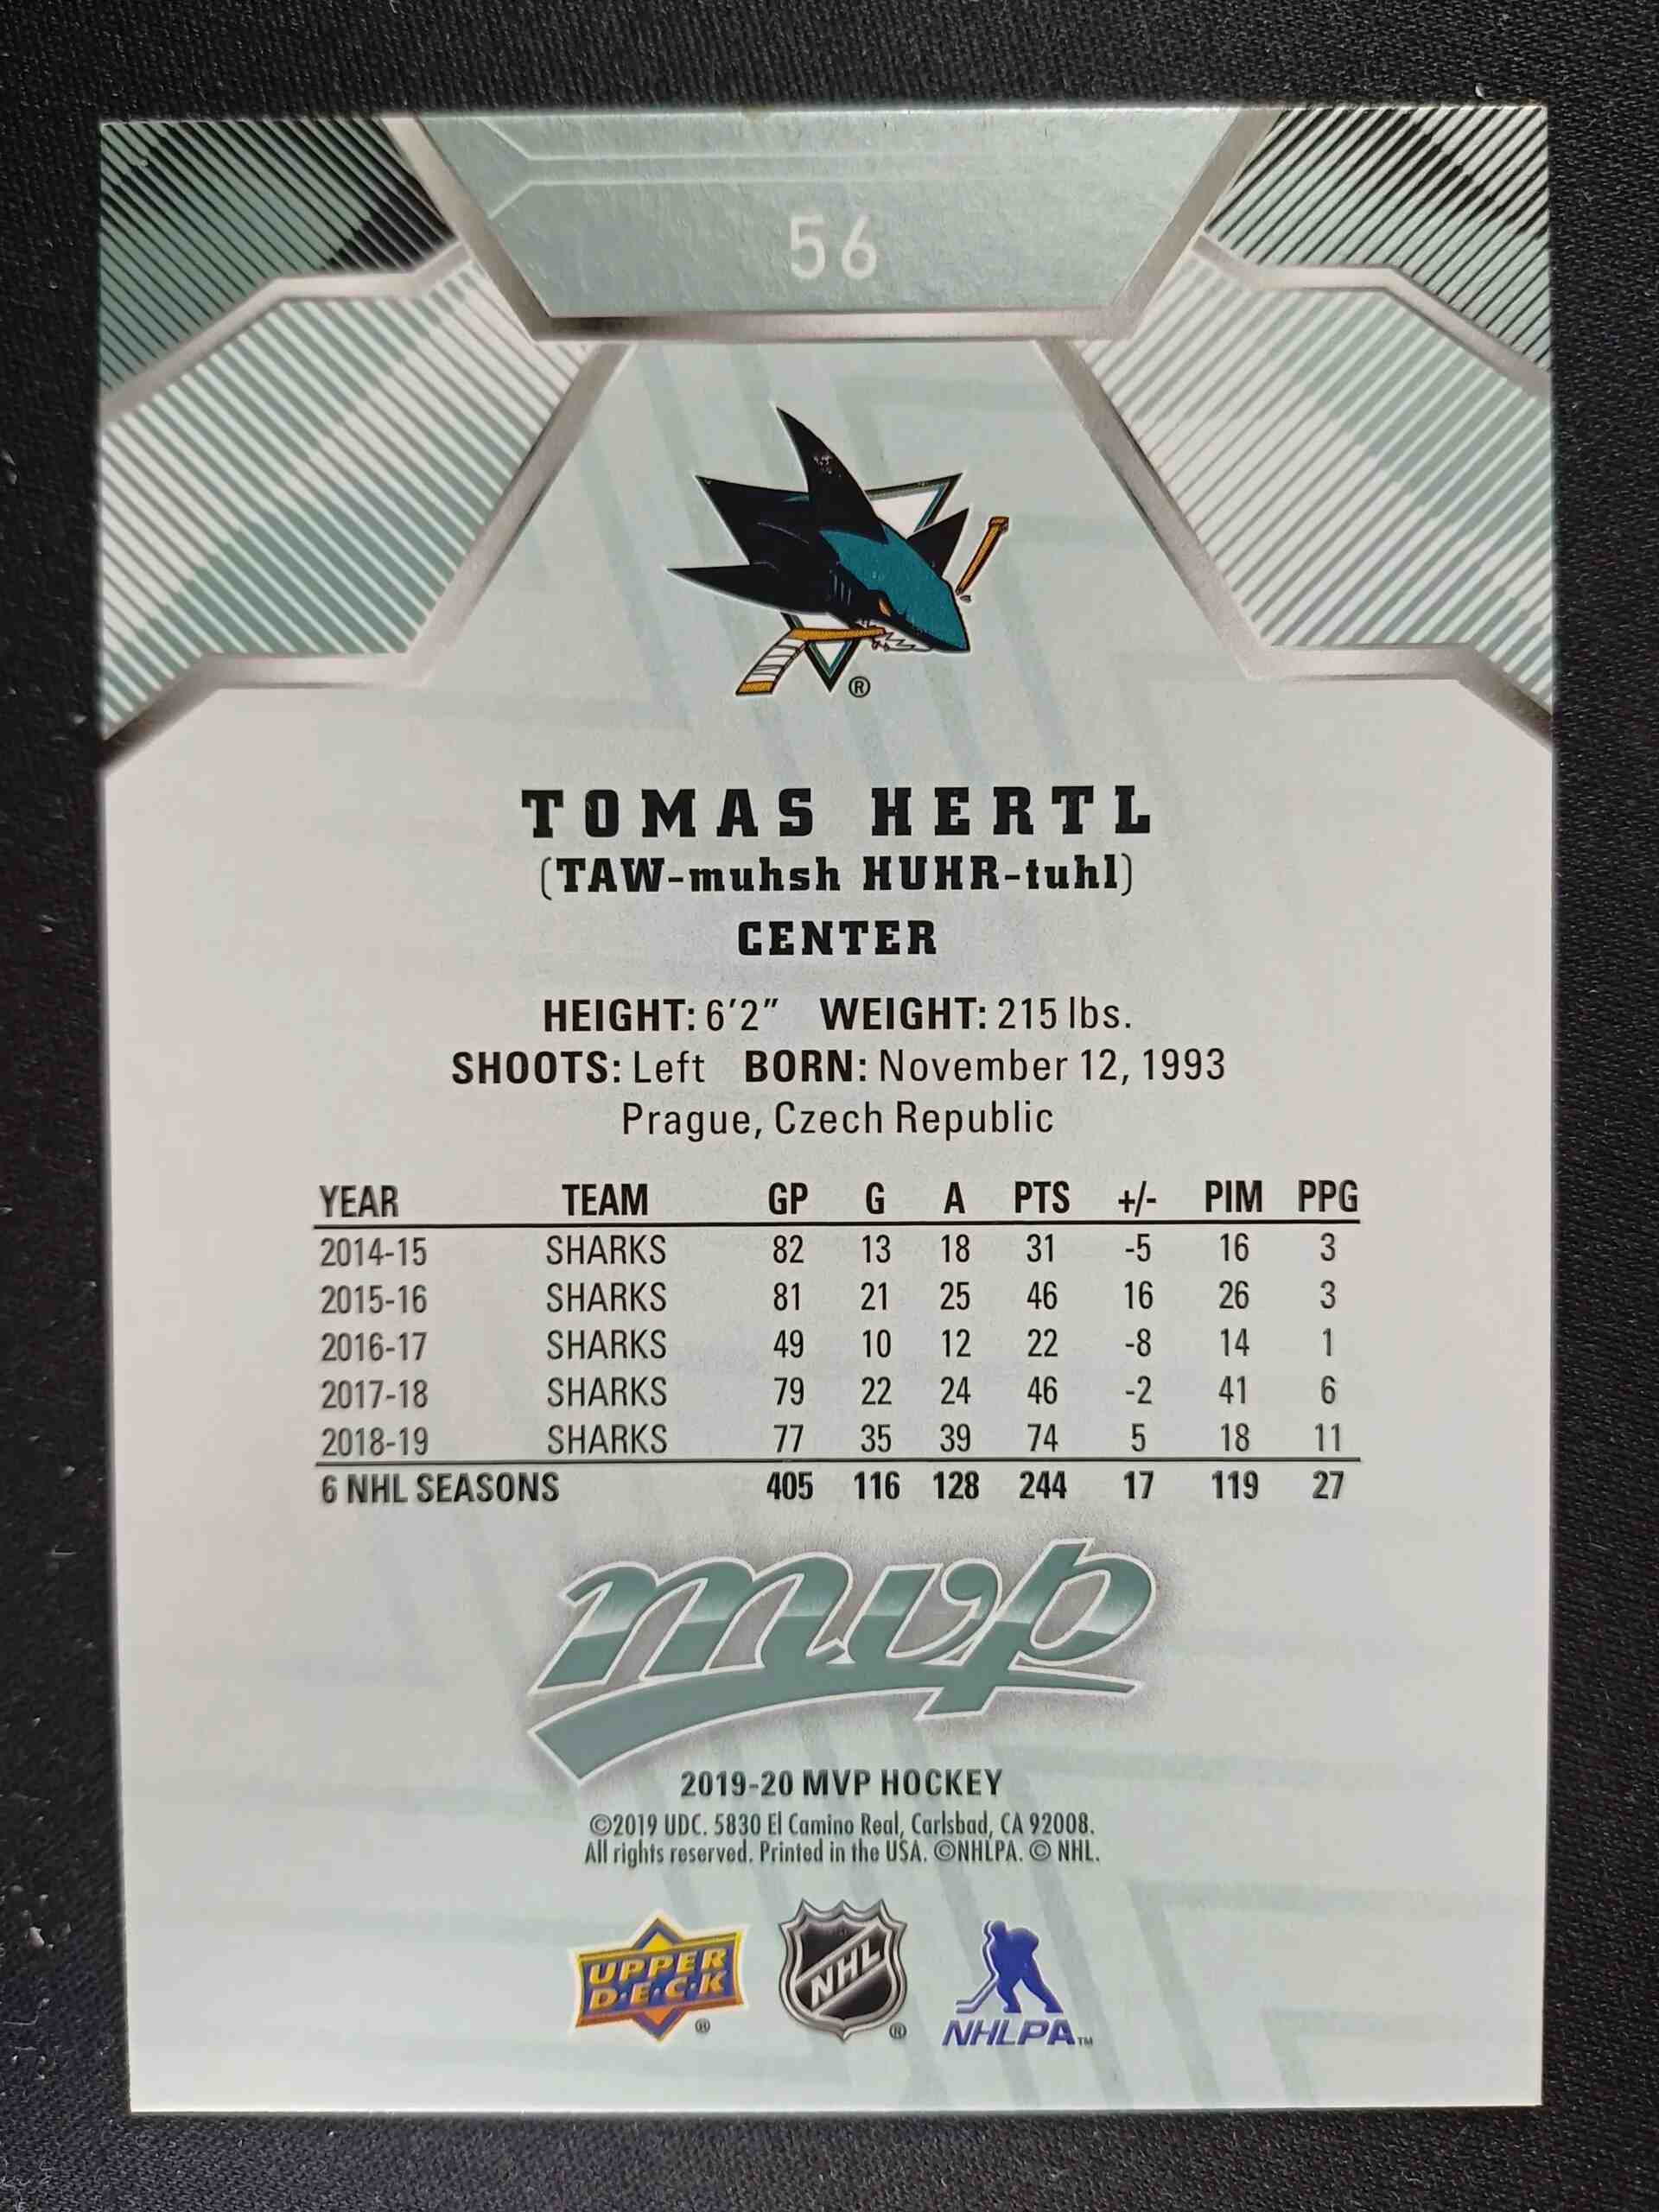 56
®
TOMAS HERTL
(TAW-muhsh HUHR-tuhl)
CENTER
HEIGHT: 6'2" WEIGHT: 215 lbs.
SHOOTS: Left BORN: November 12, 1993
Prague, Czech Republic
YEAR TEAM GP G A PTS +/- PIM PPG
2014-15 SHARKS 82 13 18 31 -5 16 3
2015-16 SHARKS 81 21 25 46 16 26 3
2016-17 SHARKS 49 10 12 22 -8 14 1
2017-18 SHARKS 79 22 24 46 -2 41 6
2018-19 SHARKS 77 35 39 74 5 18 11
6 NHL SEASONS 405 116 128 244 17 119 27
mvp
2019-20 MVP HOCKEY
©2019 UDC. 5830 El Camino Real, Carlsbad, CA 92008.
All rights reserved. Printed in the USA. ©NHLPA. © NHL.
UPPER DECK ® NHL ® NHLPA™